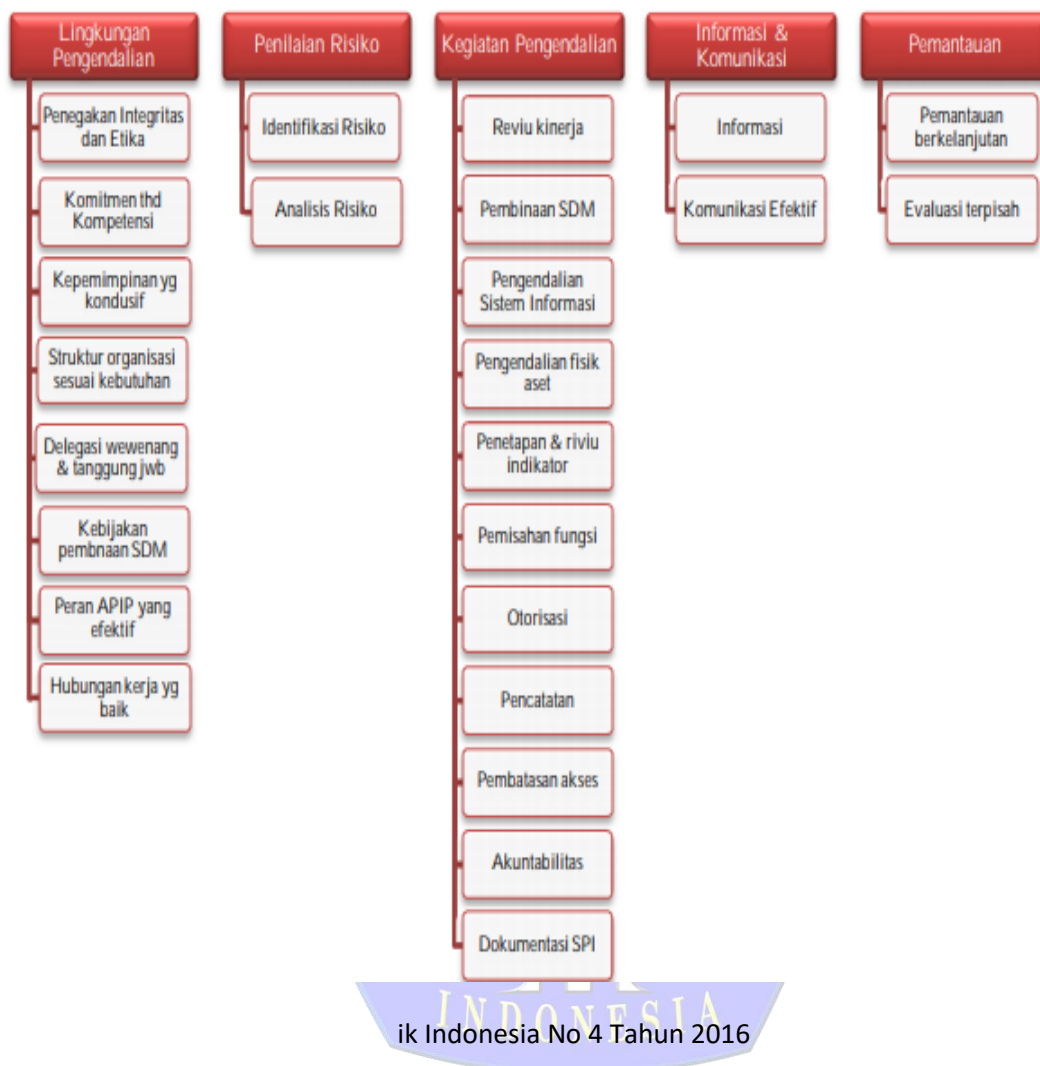 Lingkungan
Pengendalian
Penegakan Integritas
dan Etika
Komitmen thd
Kompetensi
Kepemimpinan yg
kondusif
Struktur organisasi
sesuai kebutuhan
Delegasi wewenang
& tanggung jwb
Kebijakan
pembnaan SDM
Peran APIP yang
efektif
Hubungan kerja yg
baik
Penilaian Risiko
Identifikasi Risiko
Analisis Risiko
Kegiatan Pengendalian
Reviu kinerja
Pembinaan SDM
Pengendalian
Sistem Informasi
Pengendalian fisik
aset
Penetapan & riviu
indikator
Pemisahan fungsi
Otorisasi
Pencatatan
Pembatasan akses
Akuntabilitas
Dokumentasi SPI
Informasi &
Komunikasi
Informasi
Komunikasi Efektif
Pemantauan
Pemantauan
berkelanjutan
Evaluasi terpisah
INDONESIA
ik Indonesia No 4 Tahun 2016